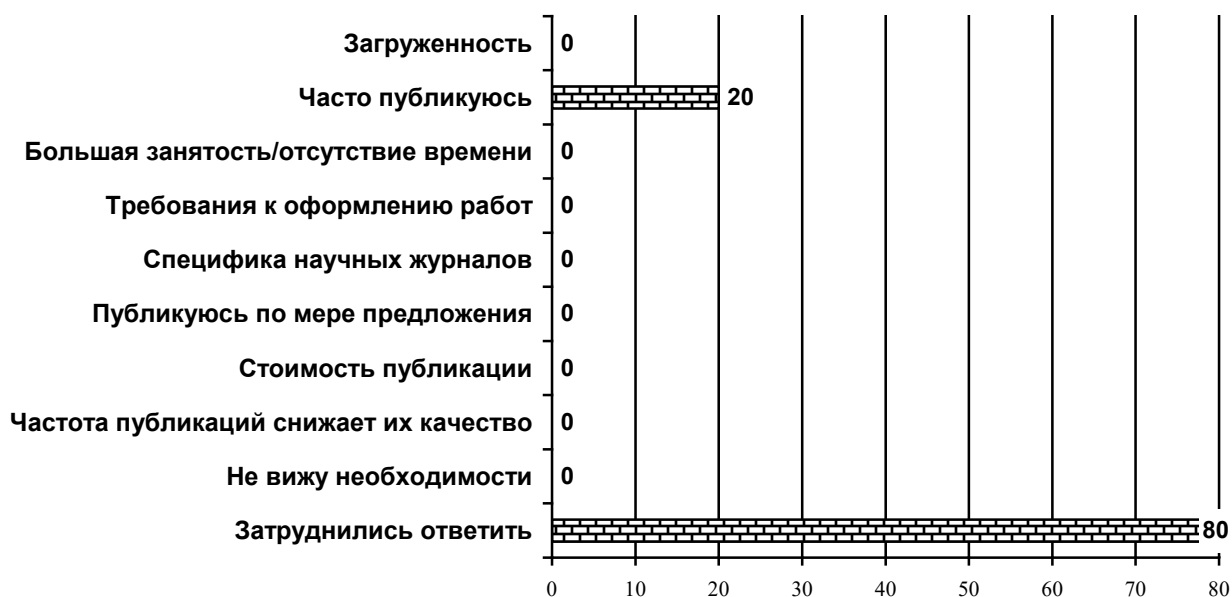 Загруженность 0
Часто публикуюсь 20
Большая занятость/отсутствие времени 0
Требования к оформлению работ 0
Специфика научных журналов 0
Публикуюсь по мере предложения 0
Стоимость публикации 0
Частота публикаций снижает их качество 0
Не вижу необходимости 0
Затруднились ответить 80
0 10 20 30 40 50 60 70 80